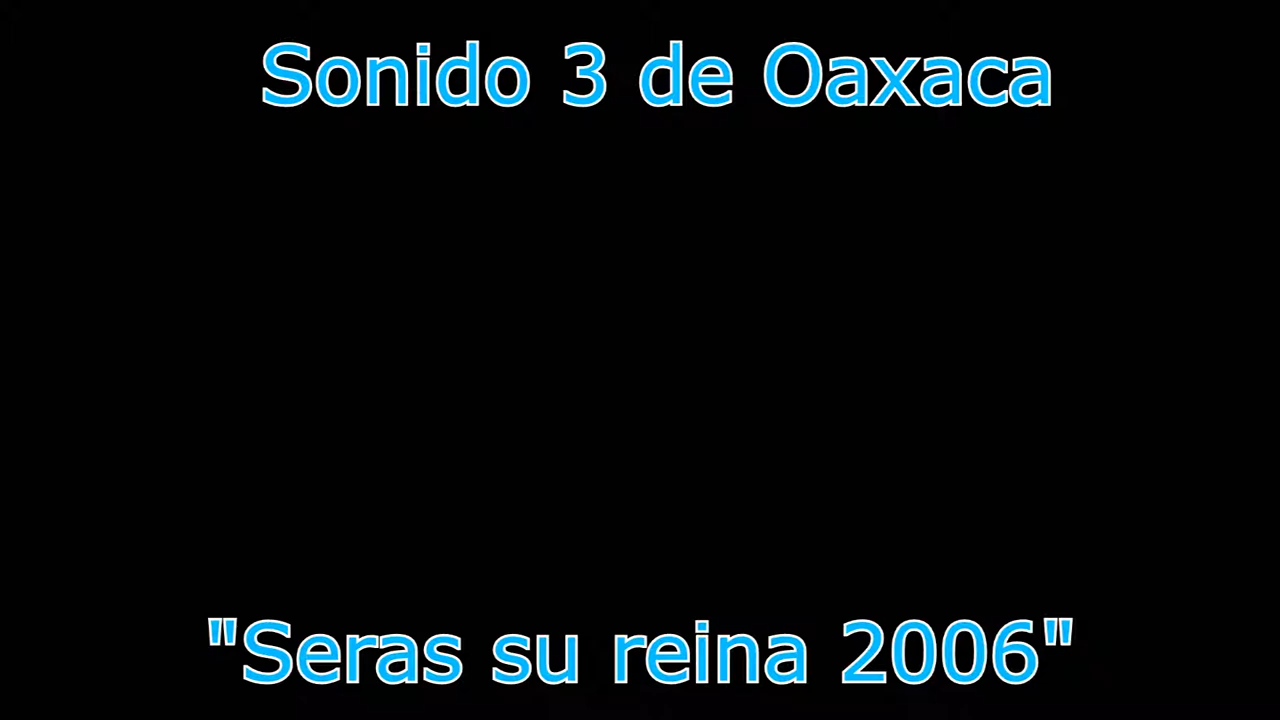 Sonido 3 de Oaxaca
"Seras su reina 2006"